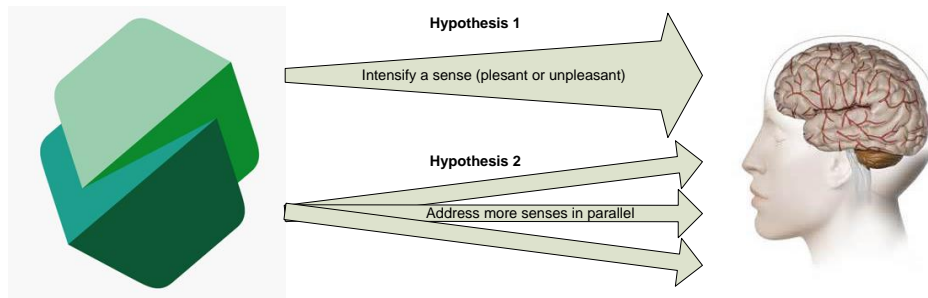 Hypothesis 1
Intensify a sense (plesant or unpleasant)
Hypothesis 2
Address more senses in parallel